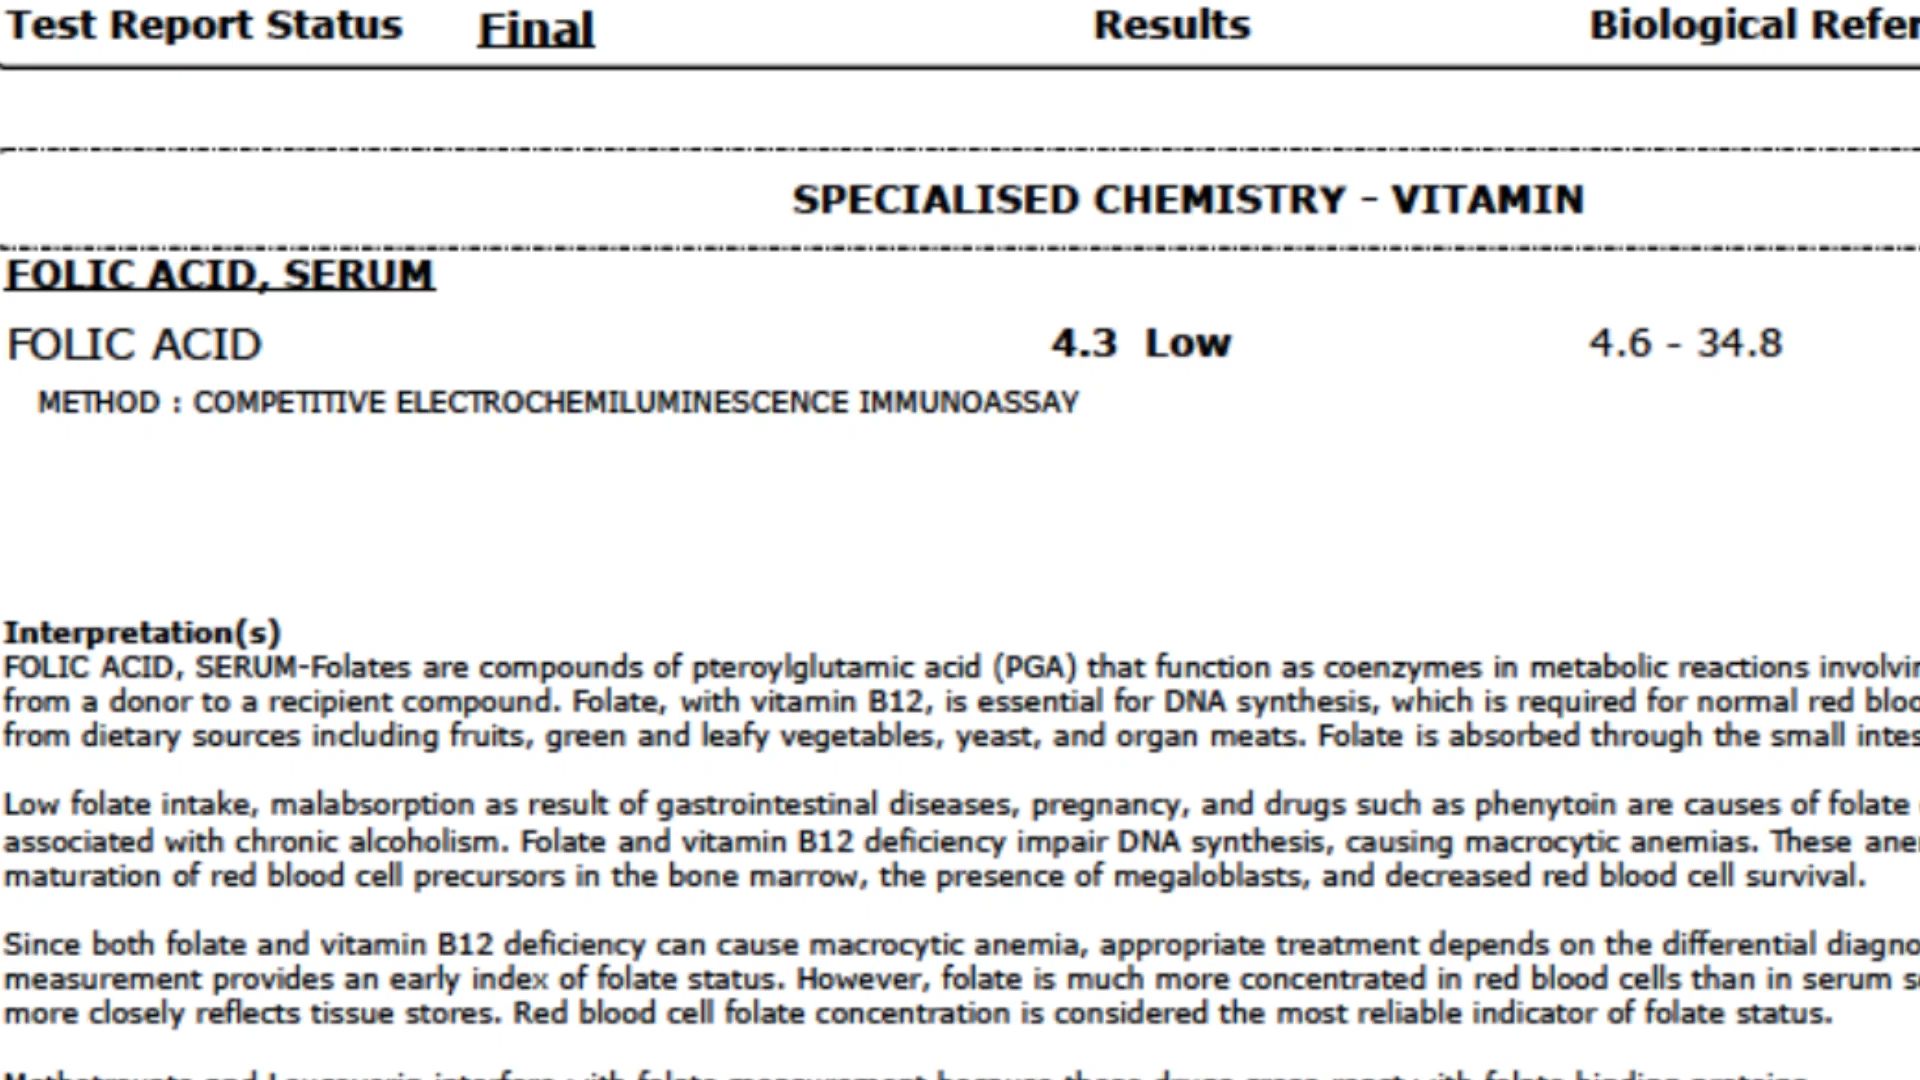 Test Report Status Final Results Biological Refer
SPECIALISED CHEMISTRY - VITAMIN
FOLIC ACID, SERUM
FOLIC ACID 4.3 Low 4.6 - 34.8
METHOD : COMPETITIVE ELECTROCHEMILUMINESCENCE IMMUNOASSAY
Interpretation(s)
FOLIC ACID, SERUM-Folates are compounds of pteroylglutamic acid (PGA) that function as coenzymes in metabolic reactions involvin
from a donor to a recipient compound. Folate, with vitamin B12, is essential for DNA synthesis, which is required for normal red bloo
from dietary sources including fruits, green and leafy vegetables, yeast, and organ meats. Folate is absorbed through the small intes
Low folate intake, malabsorption as result of gastrointestinal diseases, pregnancy, and drugs such as phenytoin are causes of folate
associated with chronic alcoholism. Folate and vitamin B12 deficiency impair DNA synthesis, causing macrocytic anemias. These ane
maturation of red blood cell precursors in the bone marrow, the presence of megaloblasts, and decreased red blood cell survival.
Since both folate and vitamin B12 deficiency can cause macrocytic anemia, appropriate treatment depends on the differential diagno
measurement provides an early index of folate status. However, folate is much more concentrated in red blood cells than in serum s
more closely reflects tissue stores. Red blood cell folate concentration is considered the most reliable indicator of folate status.